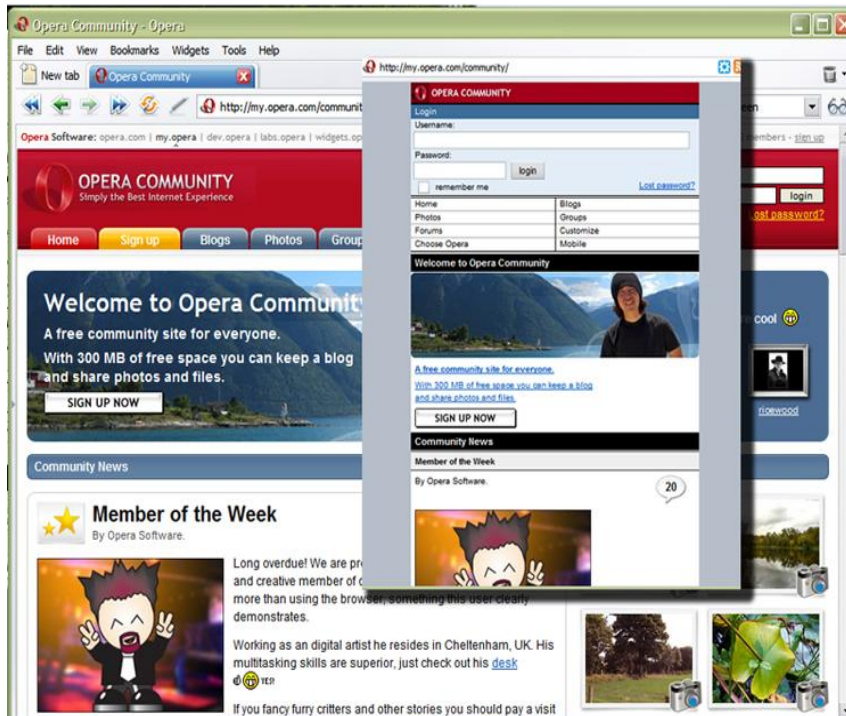 Opera Community - Opera
File Edit View Bookmarks Widgets Tools Help
New tab Opera Community
http://my.opera.com/communit
Opera Software: opera.com | my.opera | dev.opera | labs.opera | widgets.op
members - sign up
OPERA COMMUNITY
Simply the Best Internet Experience
login
Lost password?
Home Sign up Blogs Photos Group
Welcome to Opera Communit
A free community site for everyone.
With 300 MB of free space you can keep a blog
and share photos and files.
SIGN UP NOW
cool
ricewood
Community News
Member of the Week
By Opera Software.
Long overdue! We are pr
and creative member of
more than using the browser, something this user clearly
demonstrates.
Working as an digital artist he resides in Cheltenham, UK. His
multitasking skills are superior, just check out his desk
YES!
If you fancy furry critters and other stories you should pay a visit
http://my.opera.com/community/
OPERA COMMUNITY
Login
Username:
Password:
login
remember me Lost password?
Home Blogs
Photos Groups
Forums Customize
Choose Opera Mobile
Welcome to Opera Community
A free community site for everyone.
With 300 MB of free space you can keep a blog
and share photos and files.
SIGN UP NOW
Community News
Member of the Week
By Opera Software.
20